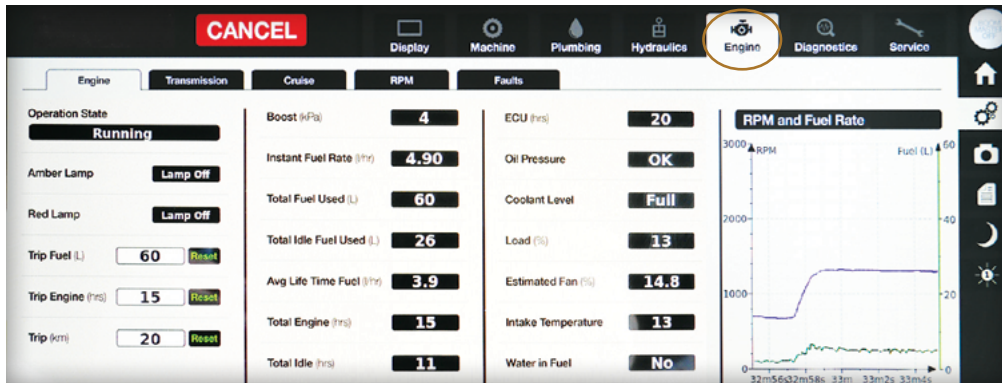 CANCEL
Display
Machine
Plumbing
Hydraulics
Engine
Diagnostics
Service
Engine
Transmission
Cruise
RPM
Faults
Operation State
Running
Amber Lamp
Lamp Off
Red Lamp
Lamp Off
Trip Fuel (L)
60
Reset
Trip Engine (hrs)
15
Reset
Trip (km)
20
Reset
Boost (kPa)
4
Instant Fuel Rate (l/hr)
4.90
Total Fuel Used (L)
60
Total Idle Fuel Used (L)
26
Avg Life Time Fuel (l/hr)
3.9
Total Engine (hrs)
15
Total Idle (hrs)
11
ECU (hrs)
20
Oil Pressure
OK
Coolant Level
Full
Load (%)
13
Estimated Fan (%)
14.8
Intake Temperature
13
Water in Fuel
No
RPM and Fuel Rate
3000
RPM
Fuel (L)
60
2000
40
1000
20
0
0
32m56s
32m58s
33m
33m2s
33m4s
1